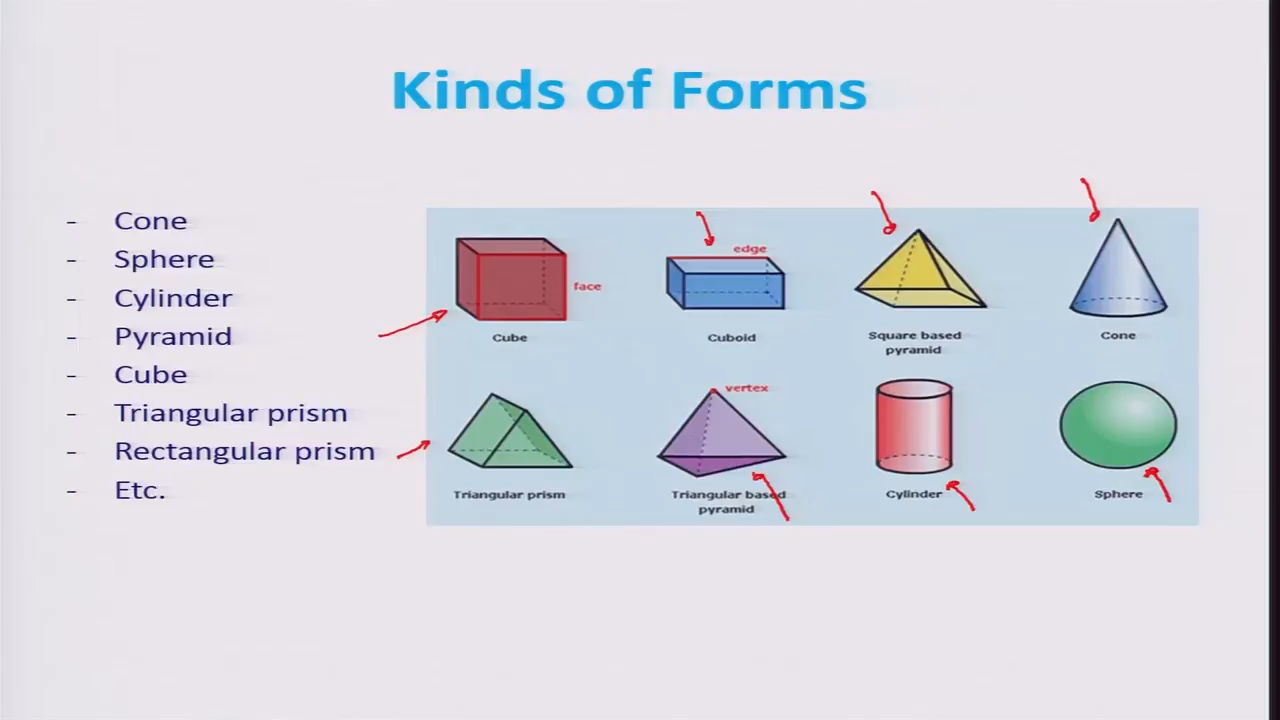 Kinds of Forms
- Cone
- Sphere
- Cylinder
- Pyramid
- Cube
- Triangular prism
- Rectangular prism
- Etc.
face
Cube
edge
Cuboid
Square based
pyramid
Cone
Triangular prism
vertex
Triangular based
pyramid
Cylinder
Sphere